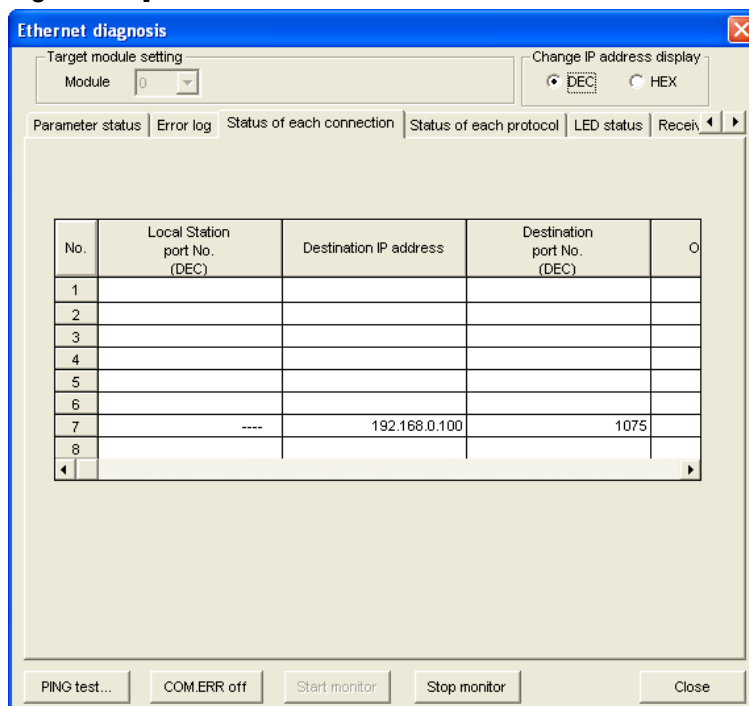 Ethernet diagnosis
Target module setting
Module 0
Change IP address display
DEC HEX
Parameter status Error log Status of each connection Status of each protocol LED status Receiv
No. Local Station port No. (DEC) Destination IP address Destination port No. (DEC) O
1
2
3
4
5
6
7 ---- 192.168.0.100 1075
8
PING test... COM.ERR off Start monitor Stop monitor Close